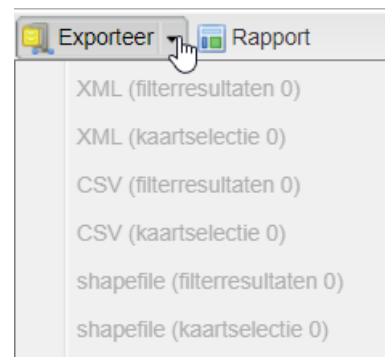 Exporteer Rapport
XML (filterresultaten 0)
XML (kaartselectie 0)
CSV (filterresultaten 0)
CSV (kaartselectie 0)
shapefile (filterresultaten 0)
shapefile (kaartselectie 0)